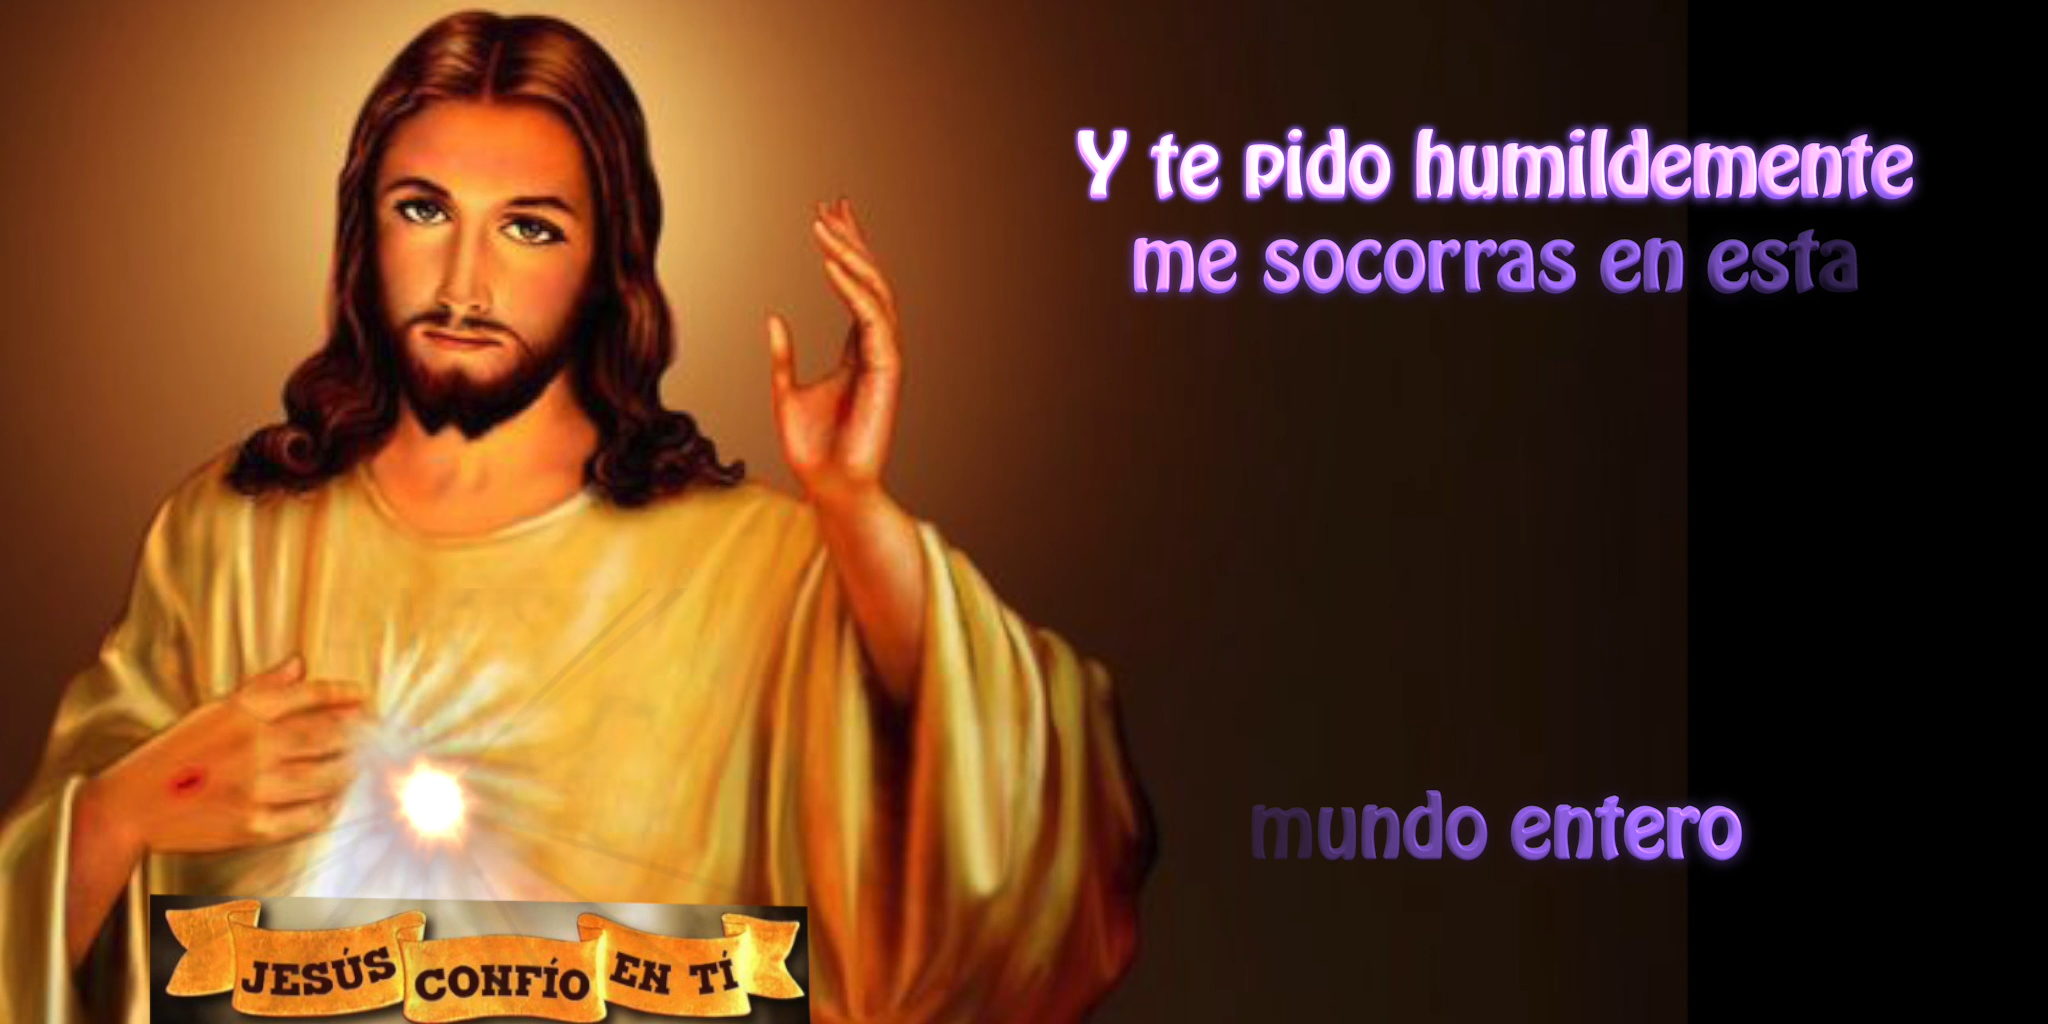 Y te pido humildemente
me socorras en esta
mundo entero
JESÚS CONFÍO EN TÍ